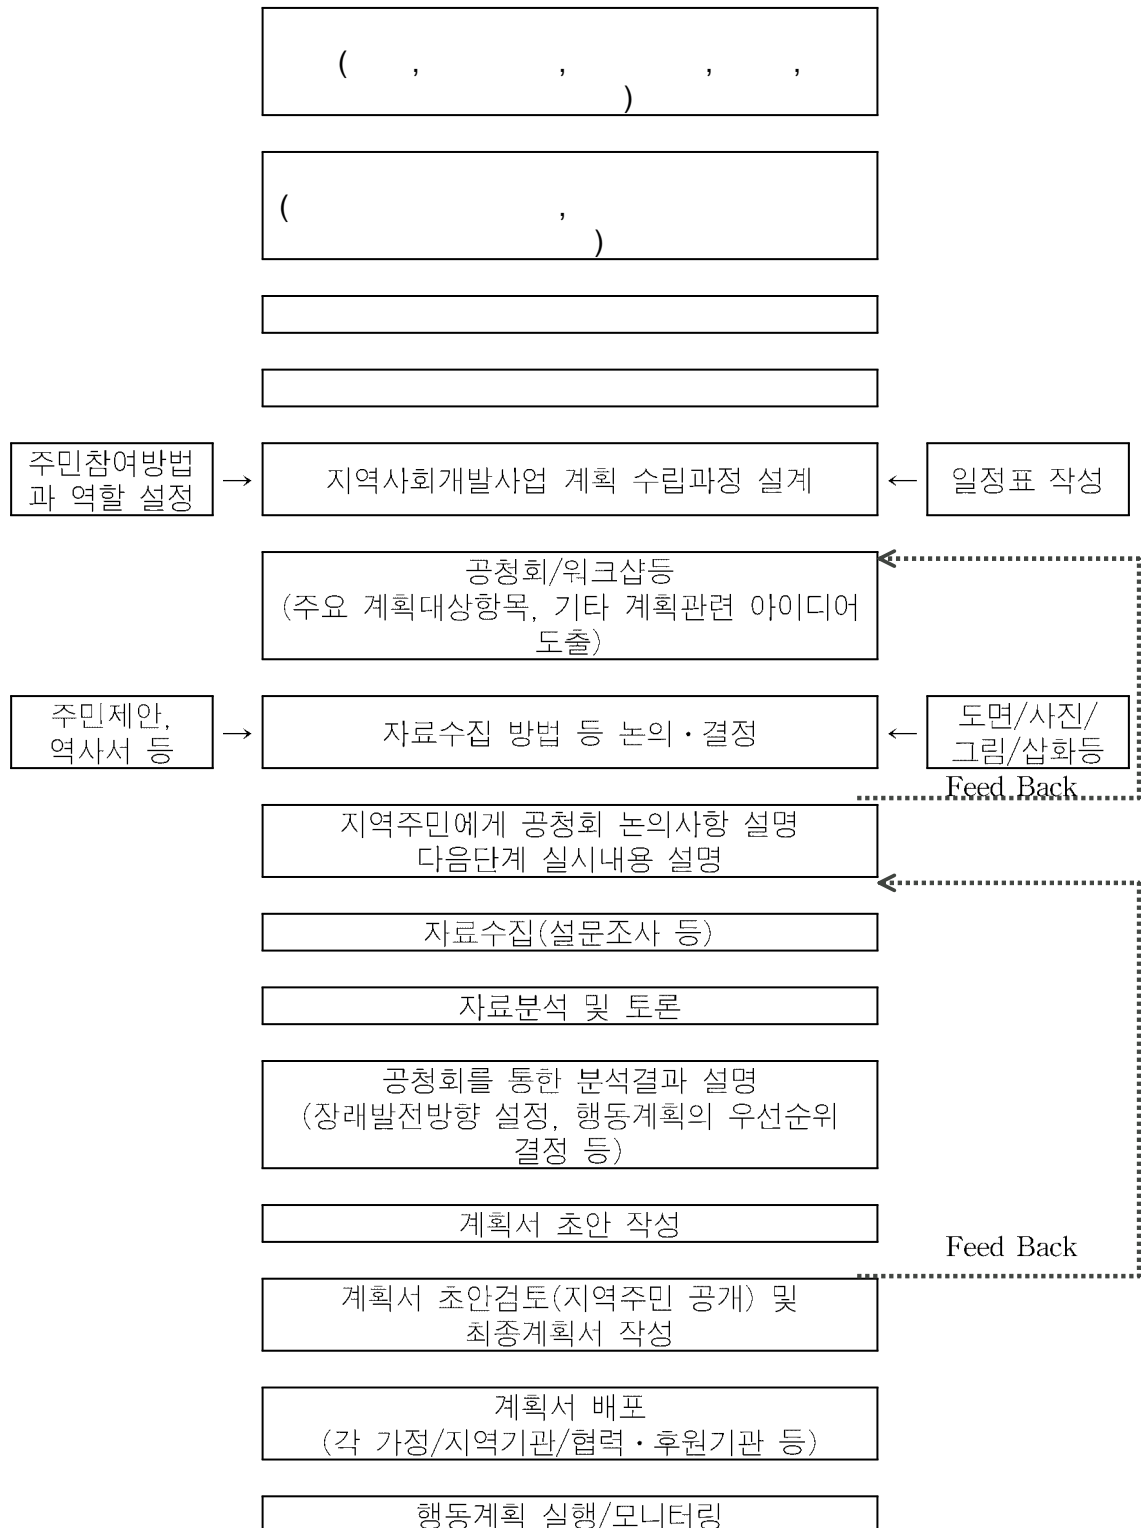 ( , , , ,
)
( ,
)
주민참여방법
과 역할 설정
→
지역사회개발사업 계획 수립과정 설계
←
일정표 작성
공청회/워크샵등
(주요 계획대상항목, 기타 계획관련 아이디어
도출)
주민제안,
역사서 등
→
자료수집 방법 등 논의·결정
←
도면/사진/
그림/삽화등
Feed Back
지역주민에게 공청회 논의사항 설명
다음단계 실시내용 설명
자료수집(설문조사 등)
자료분석 및 토론
공청회를 통한 분석결과 설명
(장래발전방향 설정, 행동계획의 우선순위
결정 등)
계획서 초안 작성
Feed Back
계획서 초안검토(지역주민 공개) 및
최종계획서 작성
계획서 배포
(각 가정/지역기관/협력·후원기관 등)
행동계획 실행/모니터링